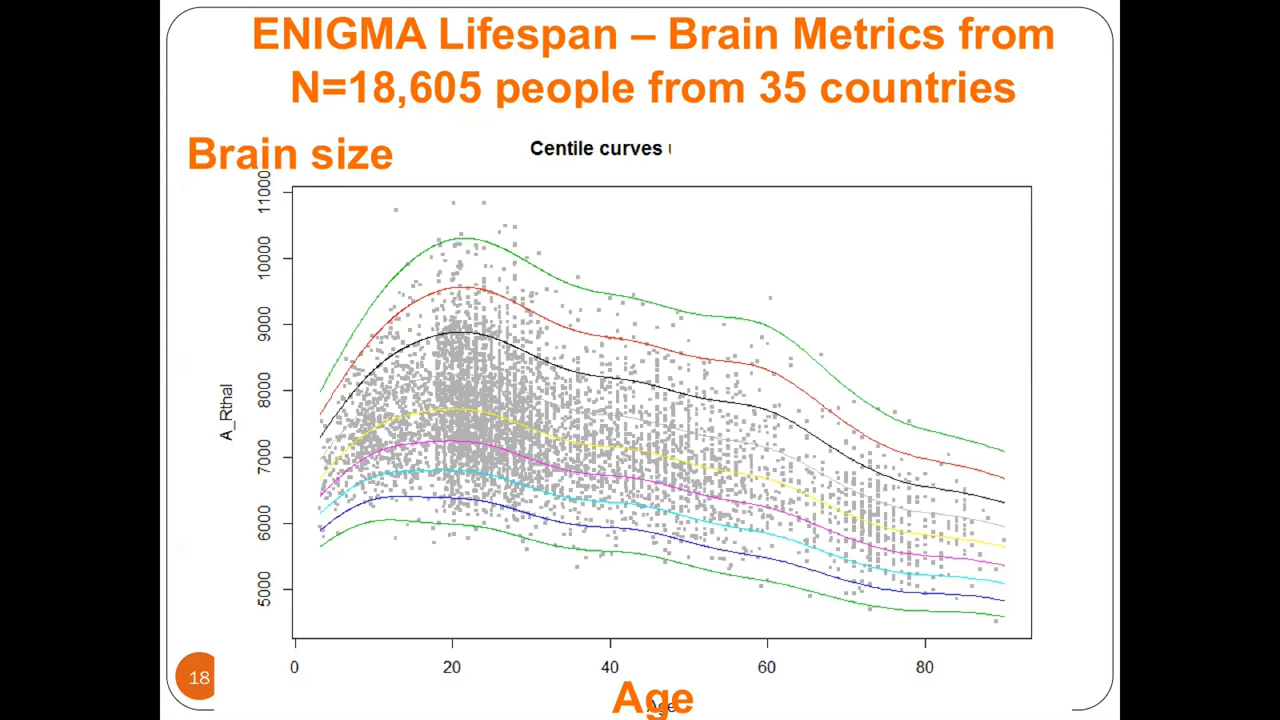 ENIGMA Lifespan – Brain Metrics from
N=18,605 people from 35 countries
Brain size
Centile curves
11000
10000
9000
8000
7000
6000
5000
A_Rthal
0 20 40 60 80
Age
Age
18